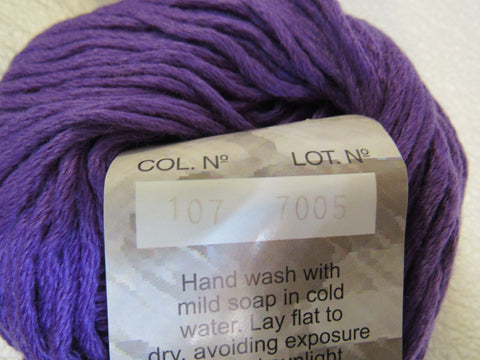 COL. Nº LOT. Nº
107 7005
Hand wash with
mild soap in cold
water. Lay flat to
dry, avoiding exposure
sunlight